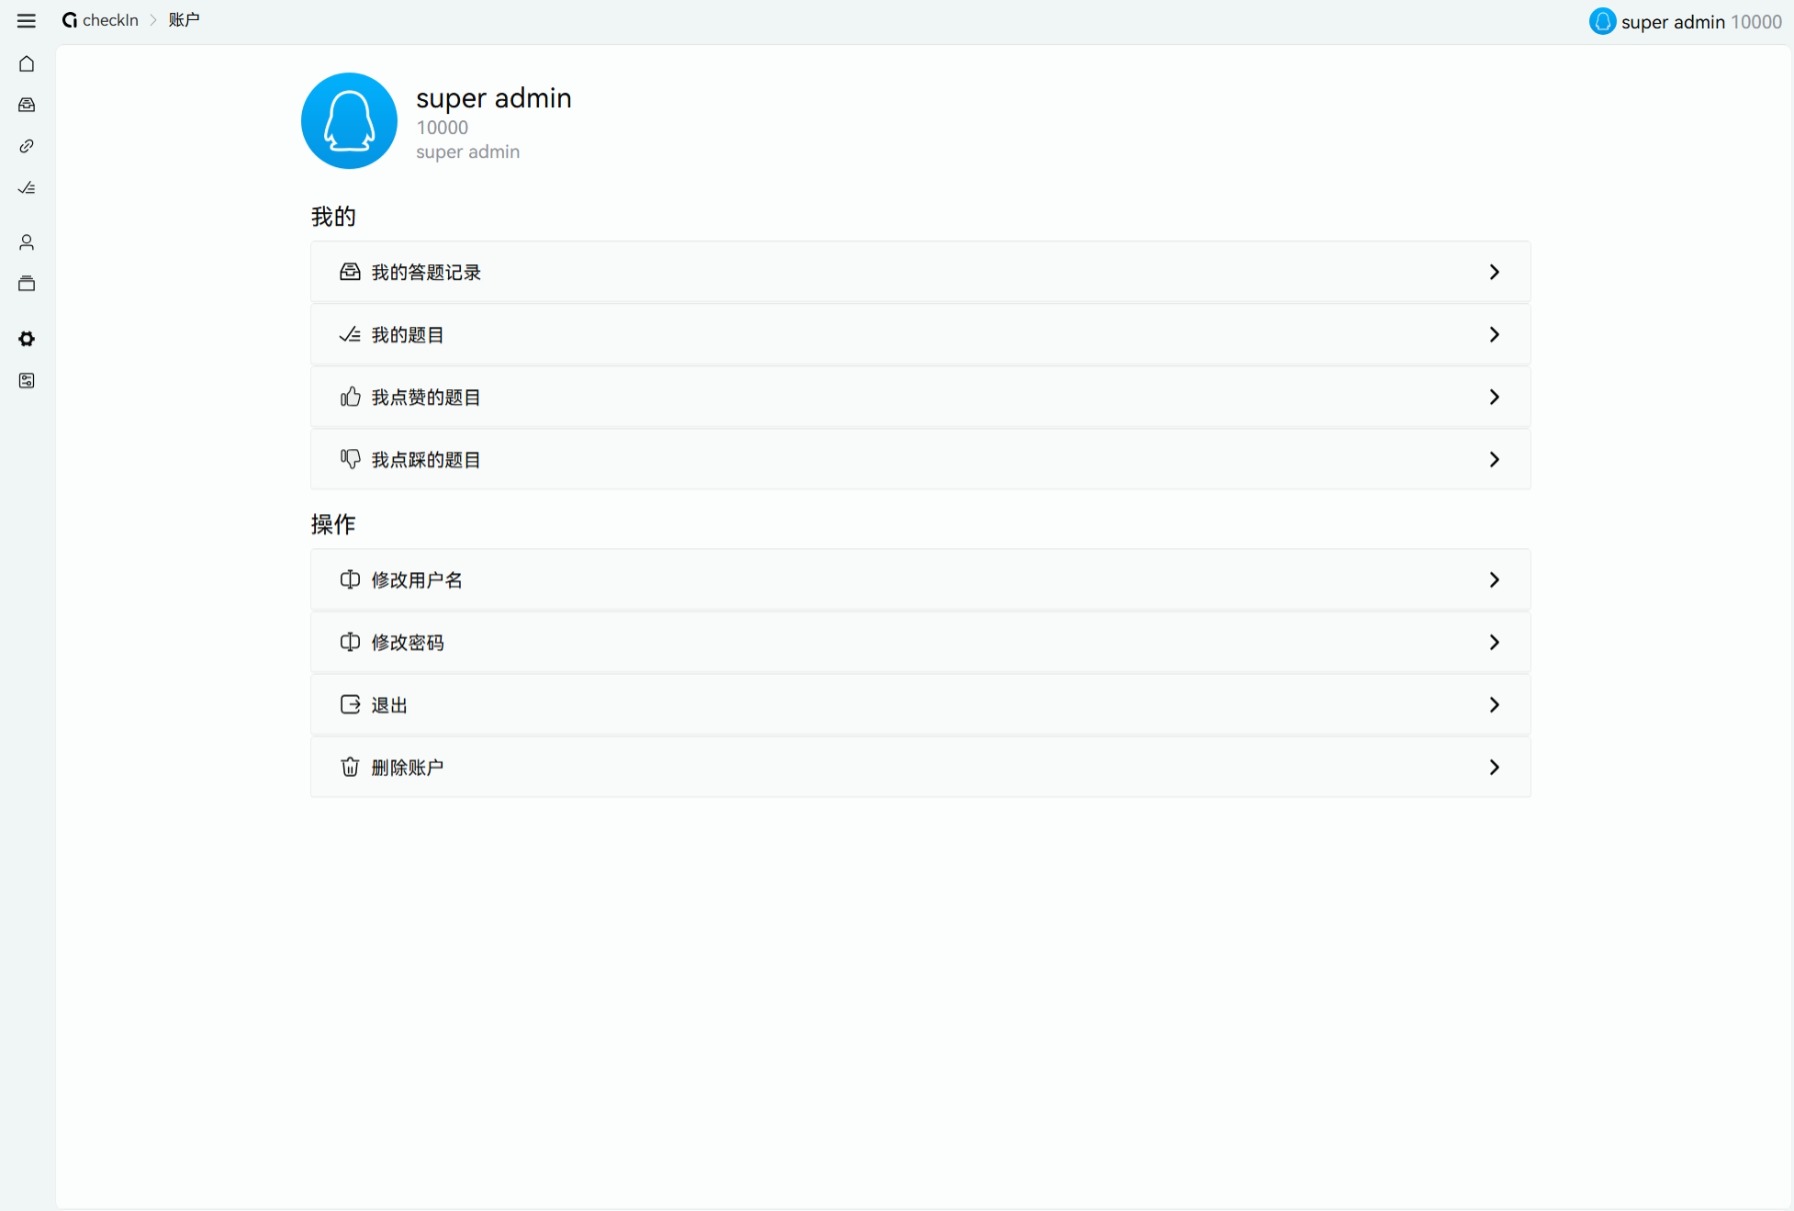 checkIn > 账户
super admin 10000
super admin
10000
super admin
我的
我的答题记录
我的题目
我点赞的题目
我点踩的题目
操作
修改用户名
修改密码
退出
删除账户